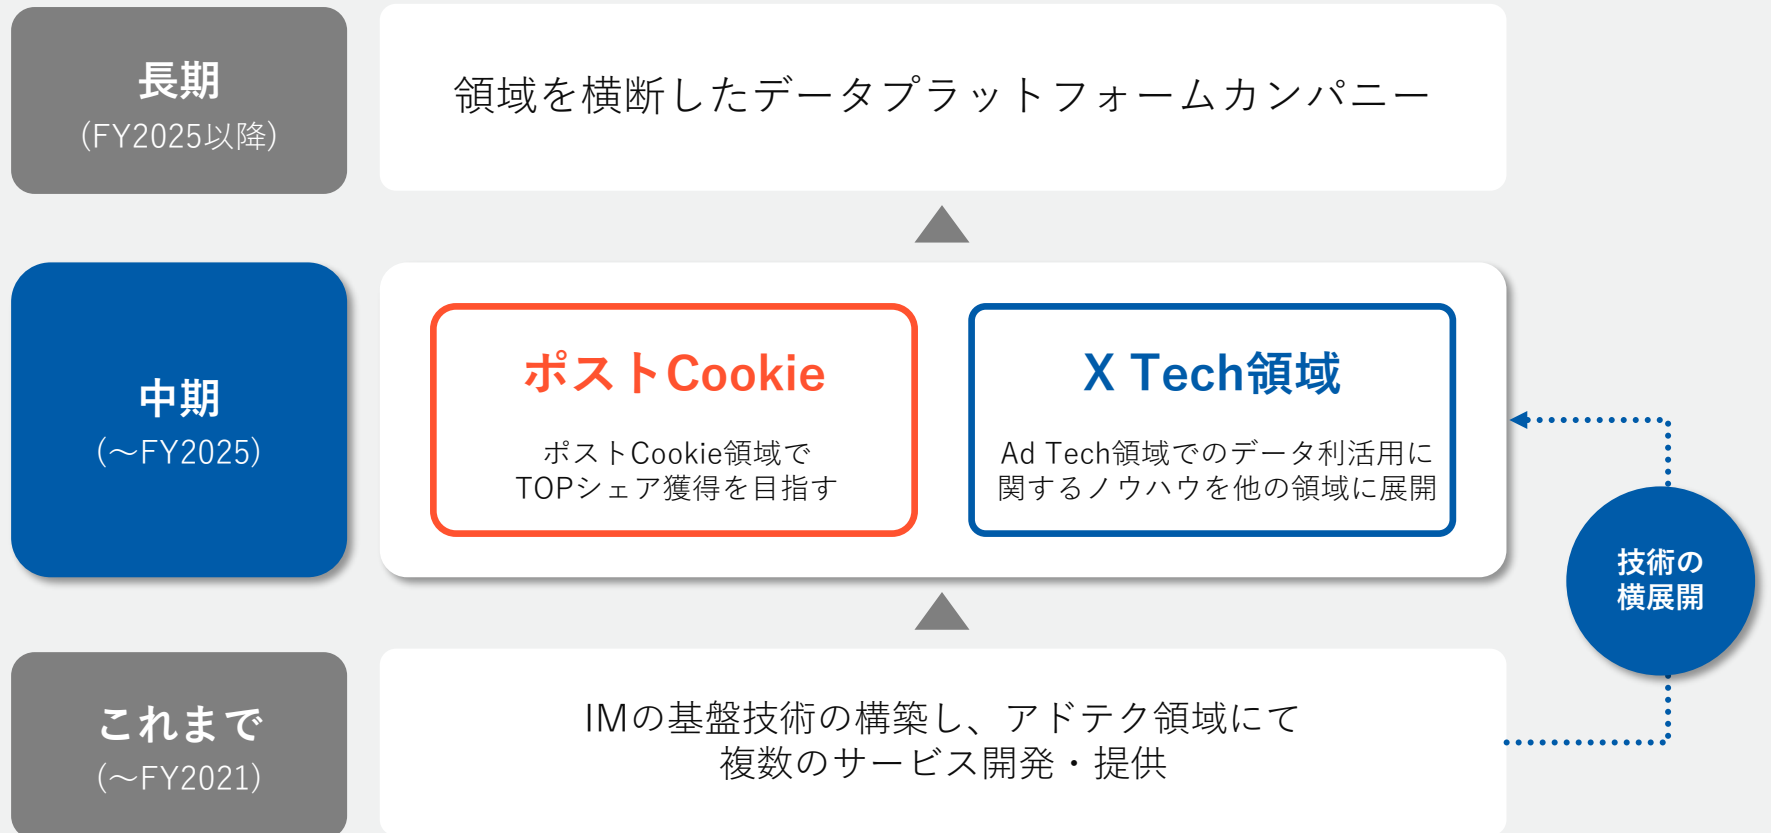 長期
(FY2025以降)
領域を横断したデータプラットフォームカンパニー
中期
(～FY2025)
ポストCookie
ポストCookie領域で
TOPシェア獲得を目指す
X Tech領域
Ad Tech領域でのデータ利活用に
関するノウハウを他の領域に展開
技術の
横展開
これまで
(～FY2021)
IMの基盤技術の構築し、アドテク領域にて
複数のサービス開発・提供